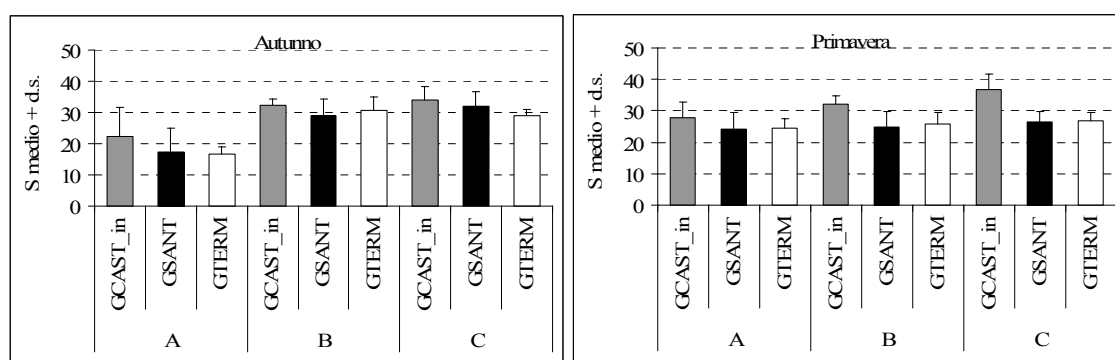 Autunno
S medio + d.s.
50
40
30
20
10
0
GCAST_in
GSANT
GTERM
GCAST_in
GSANT
GTERM
GCAST_in
GSANT
GTERM
A
B
C
Primavera
S medio + d.s.
50
40
30
20
10
0
GCAST_in
GSANT
GTERM
GCAST_in
GSANT
GTERM
GCAST_in
GSANT
GTERM
A
B
C